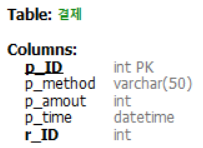 Table: 결제
Columns:
p_ID int PK
p_method varchar(50)
p_amout int
p_time datetime
r_ID int